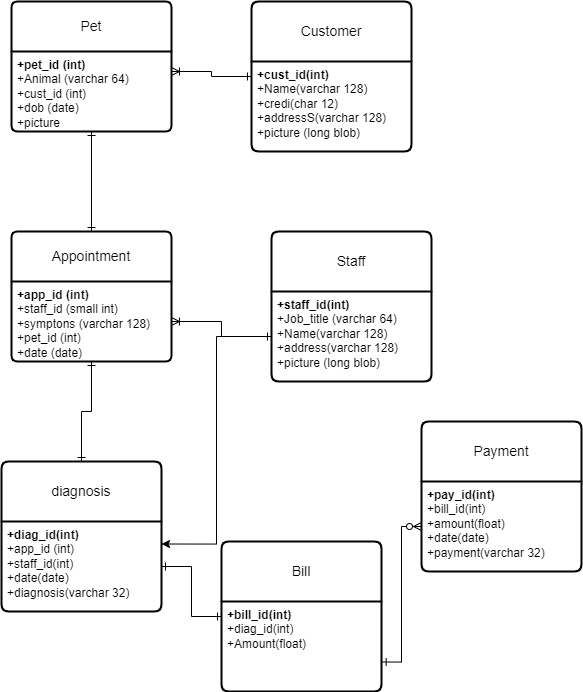 Pet
+pet_id (int)
+Animal (varchar 64)
+cust_id (int)
+dob (date)
+picture
Customer
+cust_id(int)
+Name(varchar 128)
+credi(char 12)
+addressS(varchar 128)
+picture (long blob)
Appointment
+app_id (int)
+staff_id (small int)
+symptons (varchar 128)
+pet_id (int)
+date (date)
Staff
+staff_id(int)
+Job_title (varchar 64)
+Name(varchar 128)
+address(varchar 128)
+picture (long blob)
diagnosis
+diag_id(int)
+app_id (int)
+staff_id(int)
+date(date)
+diagnosis(varchar 32)
Bill
+bill_id(int)
+diag_id(int)
+Amount(float)
Payment
+pay_id(int)
+bill_id(int)
+amount(float)
+date(date)
+payment(varchar 32)